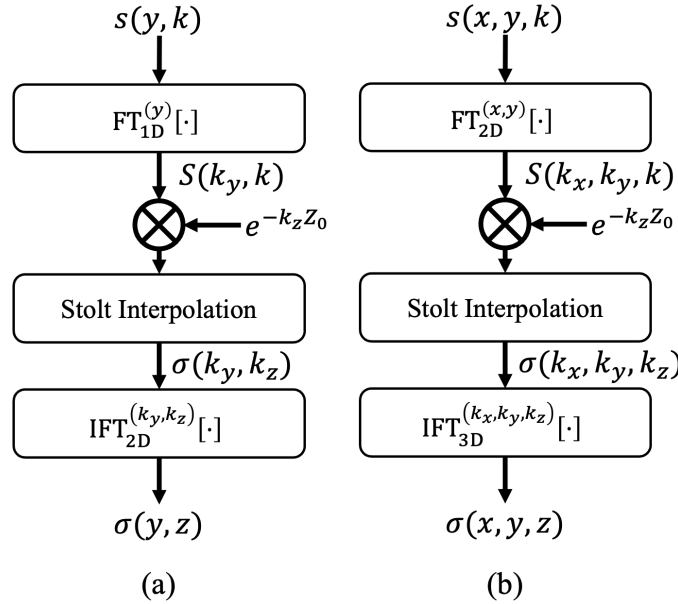 s(y, k)
FT_{1D}^{(y)}[·]
S(k_y, k)
e^{-k_z Z_0}
Stolt Interpolation
σ(k_y, k_z)
IFT_{2D}^{(k_y, k_z)}[·]
σ(y, z)
(a)
s(x, y, k)
FT_{2D}^{(x,y)}[·]
S(k_x, k_y, k)
e^{-k_z Z_0}
Stolt Interpolation
σ(k_x, k_y, k_z)
IFT_{3D}^{(k_x, k_y, k_z)}[·]
σ(x, y, z)
(b)